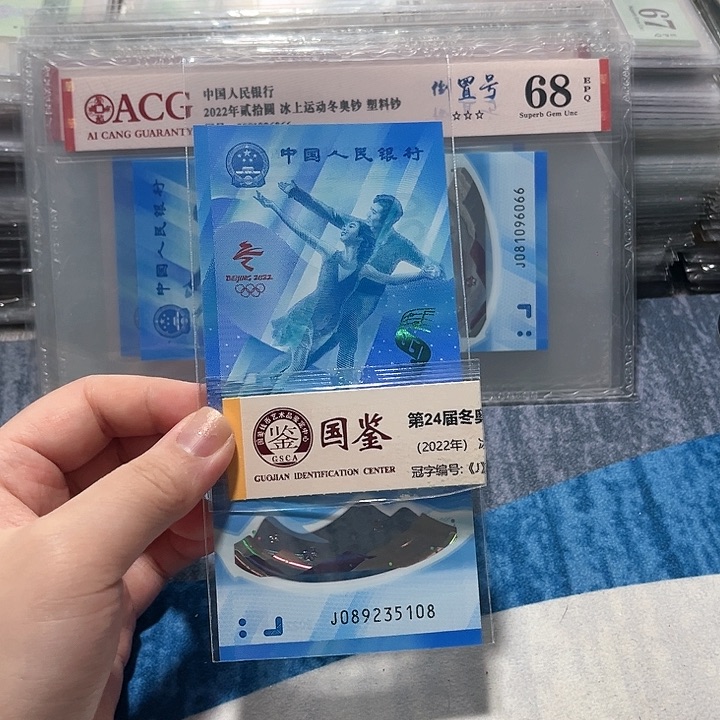 67
ACG
AI CANG GUARANTY
中国人民银行
2022年贰拾圆 冰上运动冬奥钞 塑料钞
倒置号
68
EPQ
Superb Gem Unc
☆☆☆
中国人民银行
J081096066
中国人民银行
BEIJING 2022
国鉴
GSCA
GUOJIAN IDENTIFICATION CENTER
第24届冬奥
(2022年)
冠字编号:《J》
J089235108